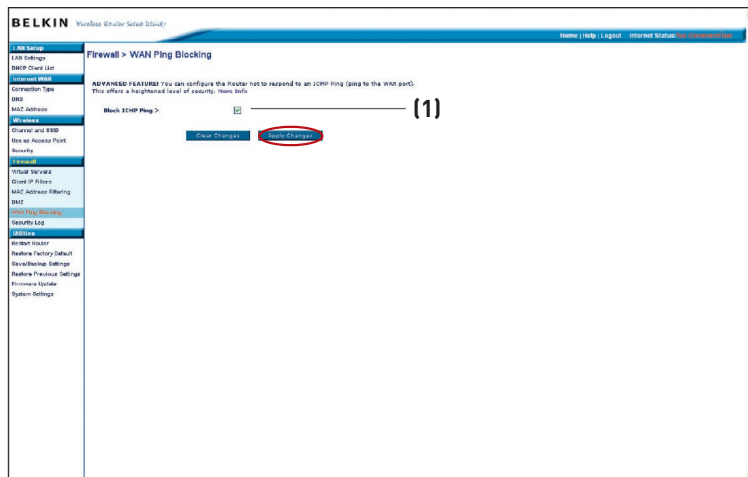 BELKIN Wireless Router Setup Utility
Home | Help | Logout Internet Status:
LAN Setup
LAN Settings
DHCP Client List
Internet WAN
Connection Type
DNS
MAC Address
Wireless
Channel and SSID
Use as Access Point
Security
Firewall
Virtual Servers
Client IP Filters
MAC Address Filtering
DMZ
WAN Ping Blocking
Security Log
Utilities
Restart Router
Restore Factory Default
Save/Backup Settings
Restore Previous Settings
Firmware Update
System Settings
Firewall > WAN Ping Blocking
ADVANCED FEATURE! You can configure the Router not to respond to an ICMP Ping (ping to the WAN port).
This offers a heightened level of security. More Info
Block ICMP Ping >
(1)
Clear Changes Apply Changes